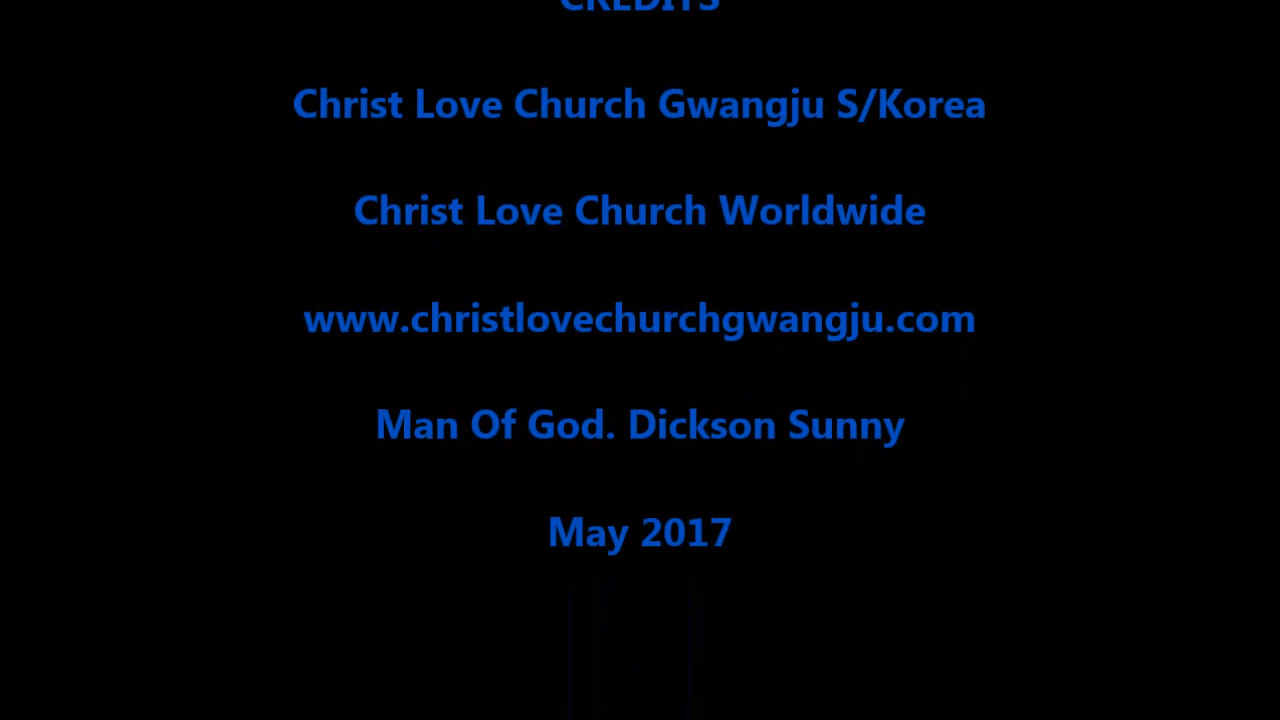 CREDITS
Christ Love Church Gwangju S/Korea
Christ Love Church Worldwide
www.christlovechurchgwangju.com
Man Of God. Dickson Sunny
May 2017